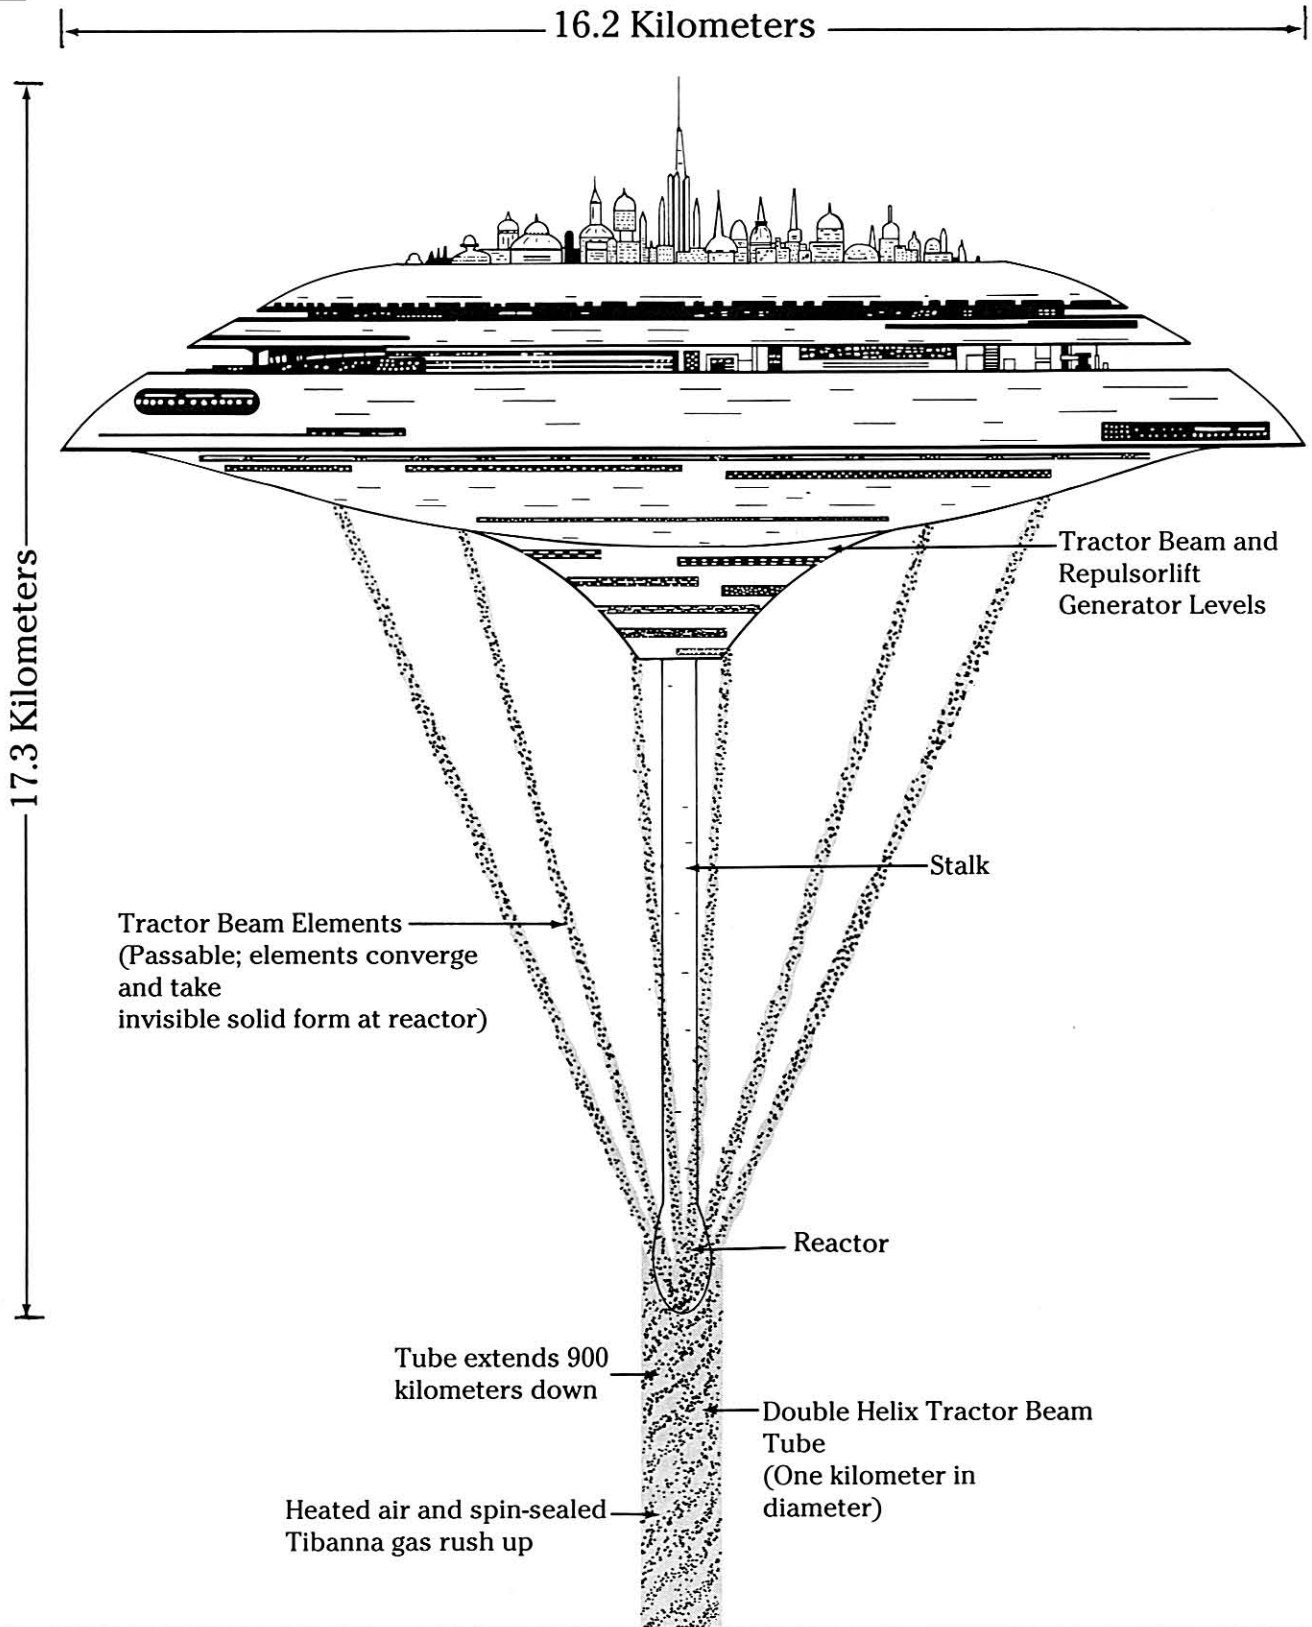 16.2 Kilometers
17.3 Kilometers
Tractor Beam and
Repulsorlift
Generator Levels
Stalk
Tractor Beam Elements
(Passable; elements converge
and take
invisible solid form at reactor)
Reactor
Tube extends 900
kilometers down
Double Helix Tractor Beam
Tube
(One kilometer in
diameter)
Heated air and spin-sealed
Tibanna gas rush up